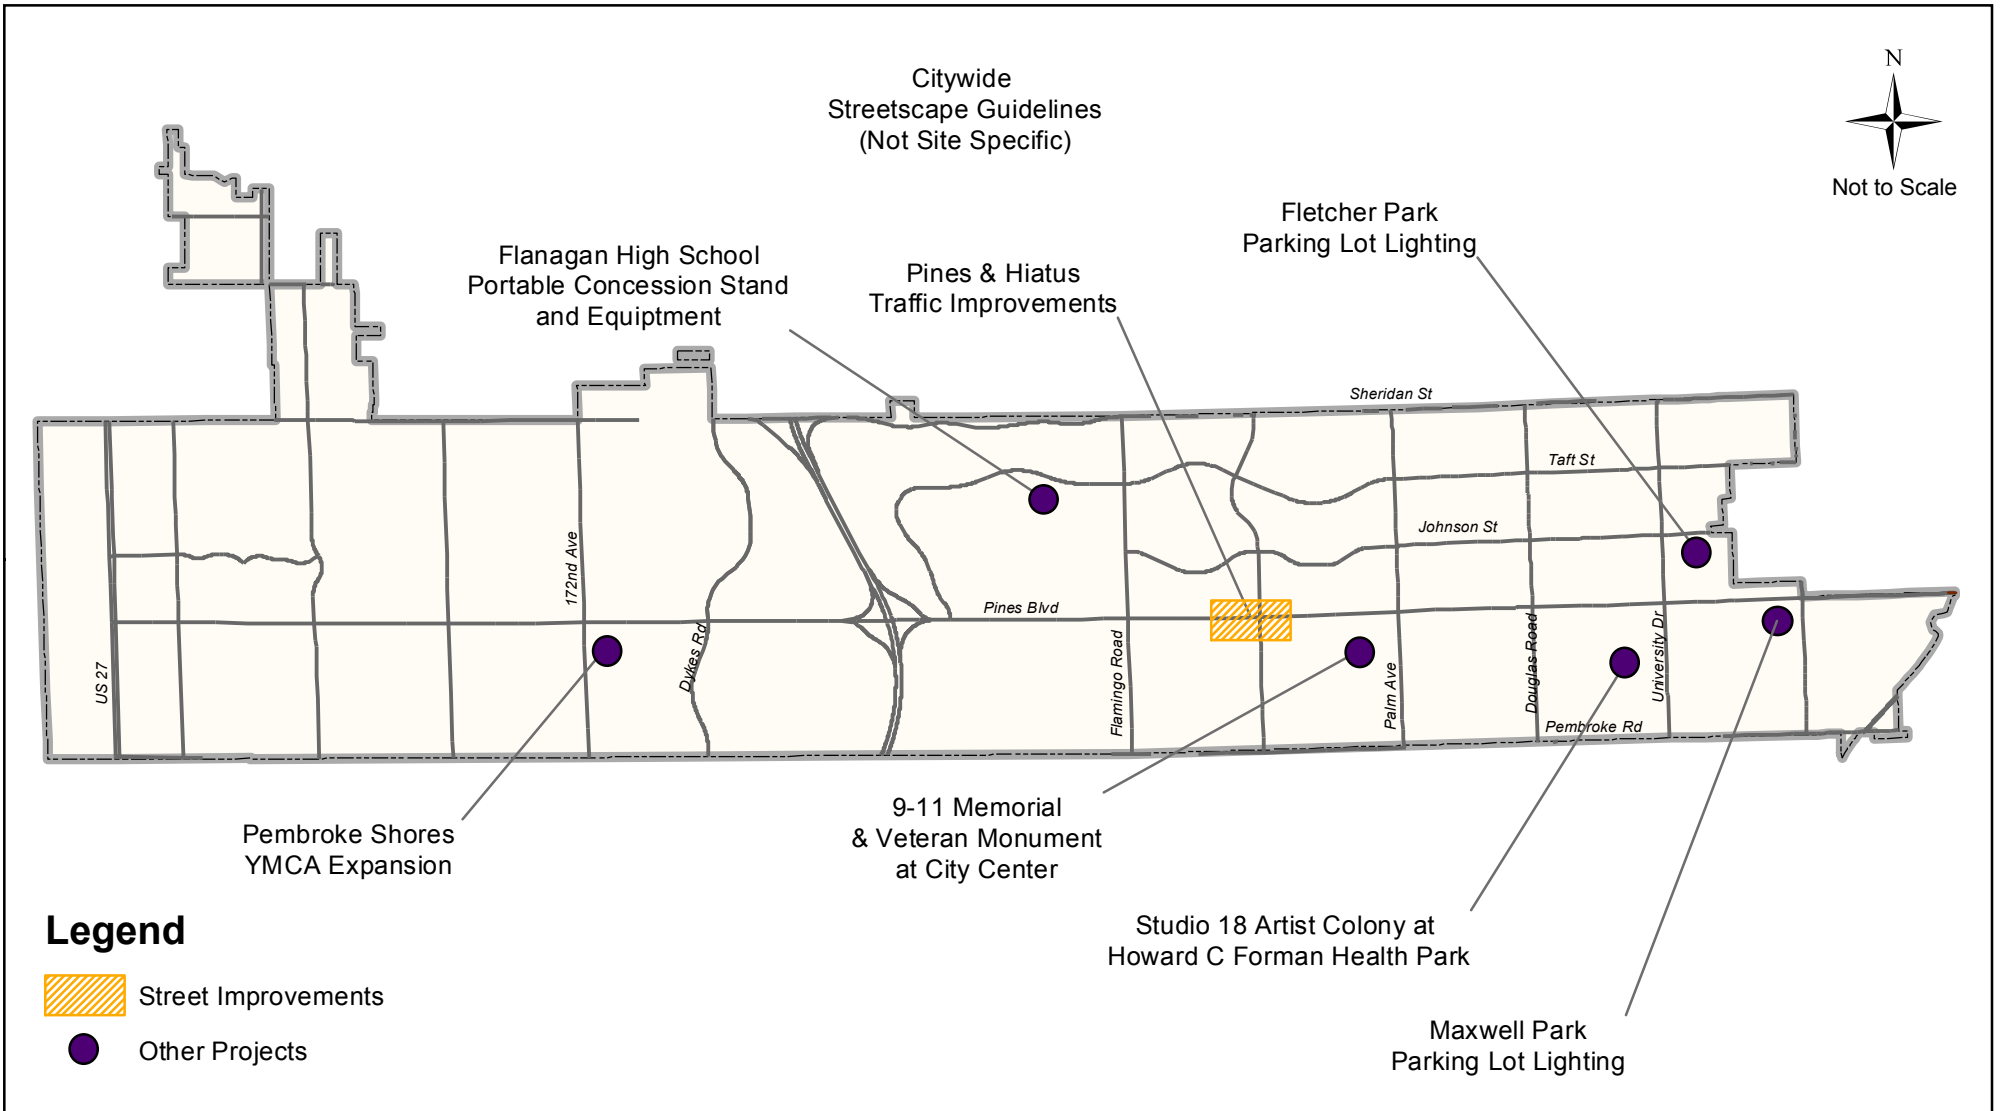 Citywide
Streetscape Guidelines
(Not Site Specific)
N
Not to Scale
Fletcher Park
Parking Lot Lighting
Flanagan High School
Portable Concession Stand
and Equiptment
Pines & Hiatus
Traffic Improvements
Sheridan St
Taft St
Johnson St
172nd Ave
Pines Blvd
US 27
Dykes Rd
Flamingo Road
Palm Ave
Douglas Road
University Dr
Pembroke Rd
Pembroke Shores
YMCA Expansion
9-11 Memorial
& Veteran Monument
at City Center
Studio 18 Artist Colony at
Howard C Forman Health Park
Maxwell Park
Parking Lot Lighting
Legend
Street Improvements
Other Projects